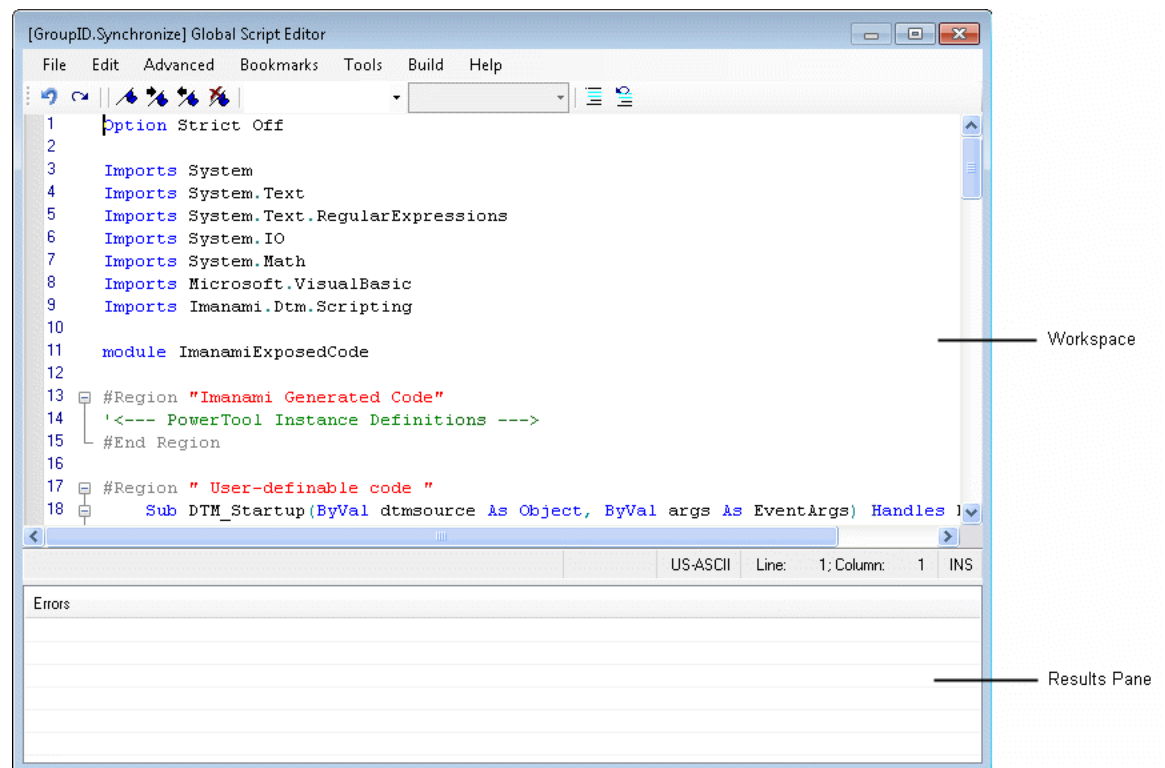 [GroupID.Synchronize] Global Script Editor
File Edit Advanced Bookmarks Tools Build Help
1 Option Strict Off
2
3 Imports System
4 Imports System.Text
5 Imports System.Text.RegularExpressions
6 Imports System.IO
7 Imports System.Math
8 Imports Microsoft.VisualBasic
9 Imports Imanami.Dtm.Scripting
10
11 module ImanamiExposedCode
12
13 #Region "Imanami Generated Code"
14 '<--- PowerTool Instance Definitions --->
15 #End Region
16
17 #Region " User-definable code "
18 Sub DTM_Startup(ByVal dtmsource As Object, ByVal args As EventArgs) Handles
US-ASCII Line: 1; Column: 1 INS
Errors
Workspace
Results Pane